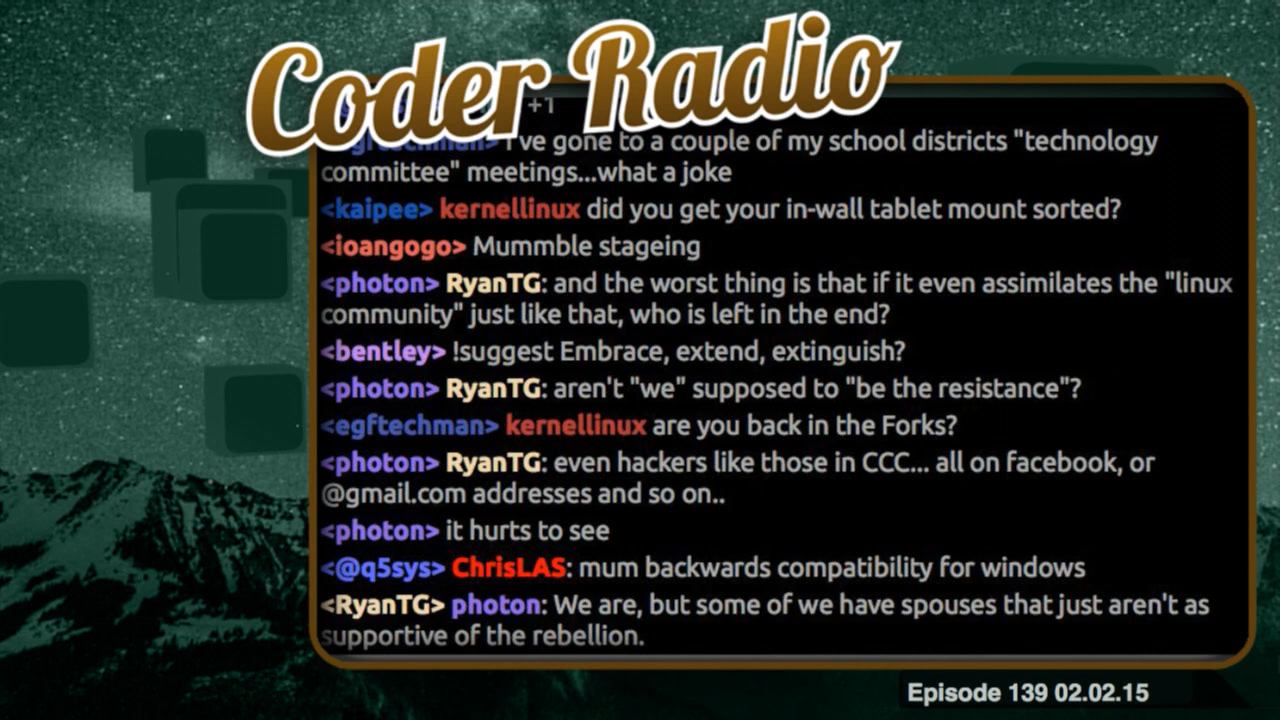 Coder Radio
+1
<egftechman> I've gone to a couple of my school districts "technology
committee" meetings...what a joke
<kaipee> kernellinux did you get your in-wall tablet mount sorted?
<ioangogo> Mummble stageing
<photon> RyanTG: and the worst thing is that if it even assimilates the "linux
community" just like that, who is left in the end?
<bentley> !suggest Embrace, extend, extinguish?
<photon> RyanTG: aren't "we" supposed to "be the resistance"?
<egftechman> kernellinux are you back in the Forks?
<photon> RyanTG: even hackers like those in CCC... all on facebook, or
@gmail.com addresses and so on..
<photon> it hurts to see
<@q5sys> ChrisLAS: mum backwards compatibility for windows
<RyanTG> photon: We are, but some of we have spouses that just aren't as
supportive of the rebellion.
Episode 139 02.02.15